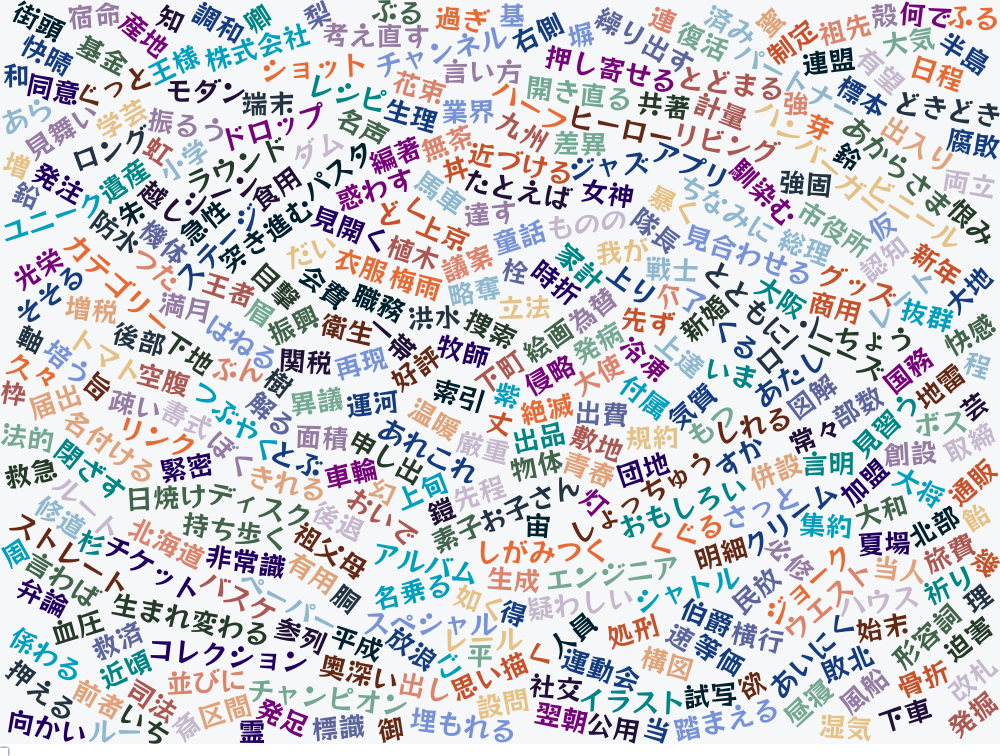 街頭
宿命
産地
知
調和
卿
梨
ぶる
過ぎ
基
繰り出す
連
済み
蜜
制定
祖先
殻
何で
ふる
快晴
基金
王様
株式会社
考え直す
チャンネル
右側
塀
復活
パートナー
連盟
有望
大気
半島
和
同意
ぐっと
モダン
端末
ショット
レシピ
花束
言い方
押し寄せる
とどまる
日程
標本
どきどき
あら
見舞い
学芸
振るう
ドロップ
名声
生理
業界
ハーフ
開き直る
共著
計量
強
芽
あからさま
出入り
腐敗
ロング
虹
小学
ラウンド
ダム
パスタ
編著
無茶
九州
差異
ヒーロー
リビング
ハンバーガー
鈴
両立
増
鉛
発注
遺産
ユニーク
越し
シーン
食用
惑わす
丼
近づける
ジャズ
アプリ
馴染む
強固
ビニール
恨み
防水
朱
機体
急性
ステージ
突き進む
見開く
どく
馬車
たとえば
女神
暴く
ちなみに
市役所
仮
達す
上京
童話
ものの
隊長
見合わせる
総理
認知
新年
光栄
そそる
カテゴリー
つた
王者
目撃
だい
衣服
植木
梅雨
議案
栓
時折
家計
我が
戦士
とともに
大阪
グッズ
商用
レート
抜群
大地
増税
満月
眉
振興
会費
職務
略奪
立法
為替
上り
介
ア
新婚
快感
軸
培う
トマト
後部
下地
はねる
衛生
一帯
洪水
捜索
絵画
発病
先ず
冷凍
上達
くる
ロープ
シーズ
いちょう
国務
程
久々
旨
空腹
ぶん
樹
関税
再現
好評
牧師
下町
侵略
大使
付属
いま
気質
あたし
図解
部数
地雷
枠
届出
疎い
書式
つぶやく
解る
異議
運河
索引
紫
丈
絶滅
出費
もつ
しれる
見習う
ボス
芸
法的
名付ける
リンク
ぼく
とぶ
面積
申し出
あれこれ
温暖
厳重
出品
敷地
規約
すか
常々
言明
創設
取締
救急
閉ざす
緊密
きれる
車輪
幻
上旬
先程
物体
青春
団地
併設
加盟
大将
通販
ルート
日焼け
ディスク
後退
おいで
鎧
素子
お子さん
灯
しょっちゅう
おもしろい
さっと
クリスム
集約
大和
北部
飴
修道
杉
北海道
持ち歩く
祖父母
宙
くぐる
明細
必修
夏場
旅費
幾
周
ストレート
チケット
非常識
有用
アルバム
しがみつく
生成
エンジニア
シャトル
民放
ジョーク
当人
祈り
言わば
バスケ
ペーパー
胴
名乗る
如く
得
疑わしい
伯爵
ウエスト
ハウス
理
弁論
血圧
生まれ変わる
参列
平成
スペシャル
放浪
レール
人員
処刑
速
等価
横行
始末
形容詞
迫害
係わる
救済
近頃
コレクション
奥深い
ご
平
思い描く
運動会
構図
欲
あいにく
敗北
風船
骨折
改札
押える
前者
司法
並びに
チャンピオン
出し
設問
社交
イラスト
試写
昼寝
下車
発掘
向かい
ルーム
いち
斎
区間
霊
発足
標識
御
埋もれる
翌朝
公用
当
踏まえる
湿気